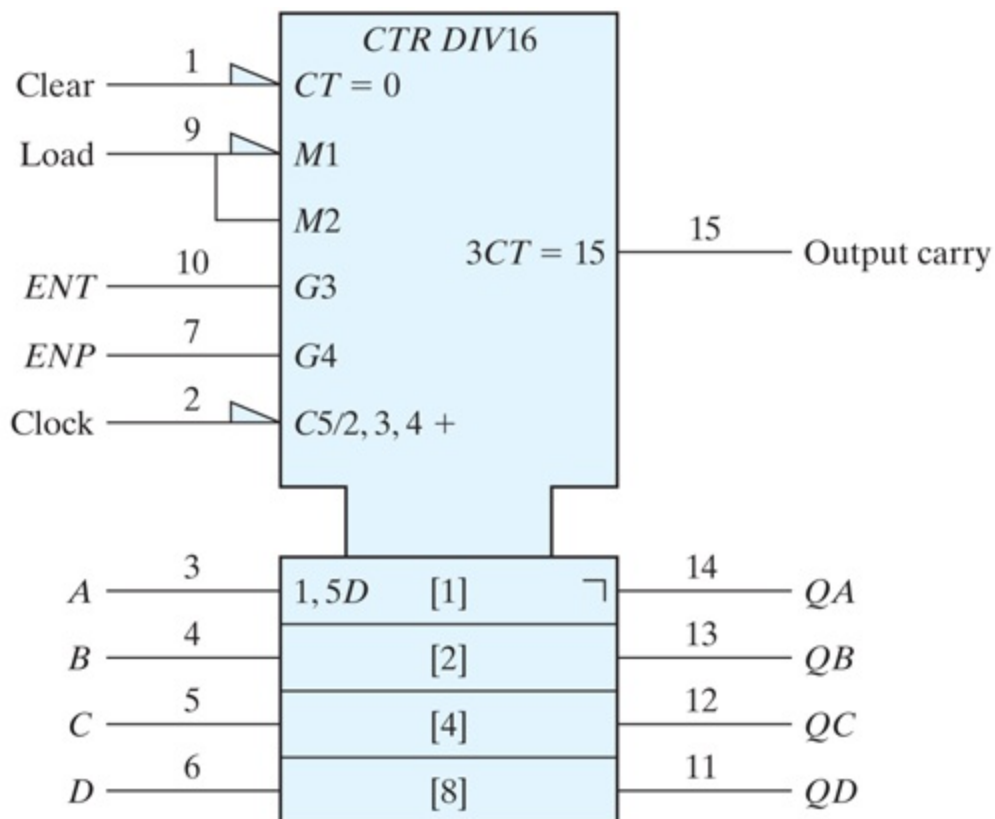 CTR DIV16
Clear 1 CT = 0
Load 9 M1
M2
3CT = 15 15 Output carry
ENT 10 G3
ENP 7 G4
Clock 2 C5/2, 3, 4 +
A 3 1, 5D [1] 14 QA
B 4 [2] 13 QB
C 5 [4] 12 QC
D 6 [8] 11 QD